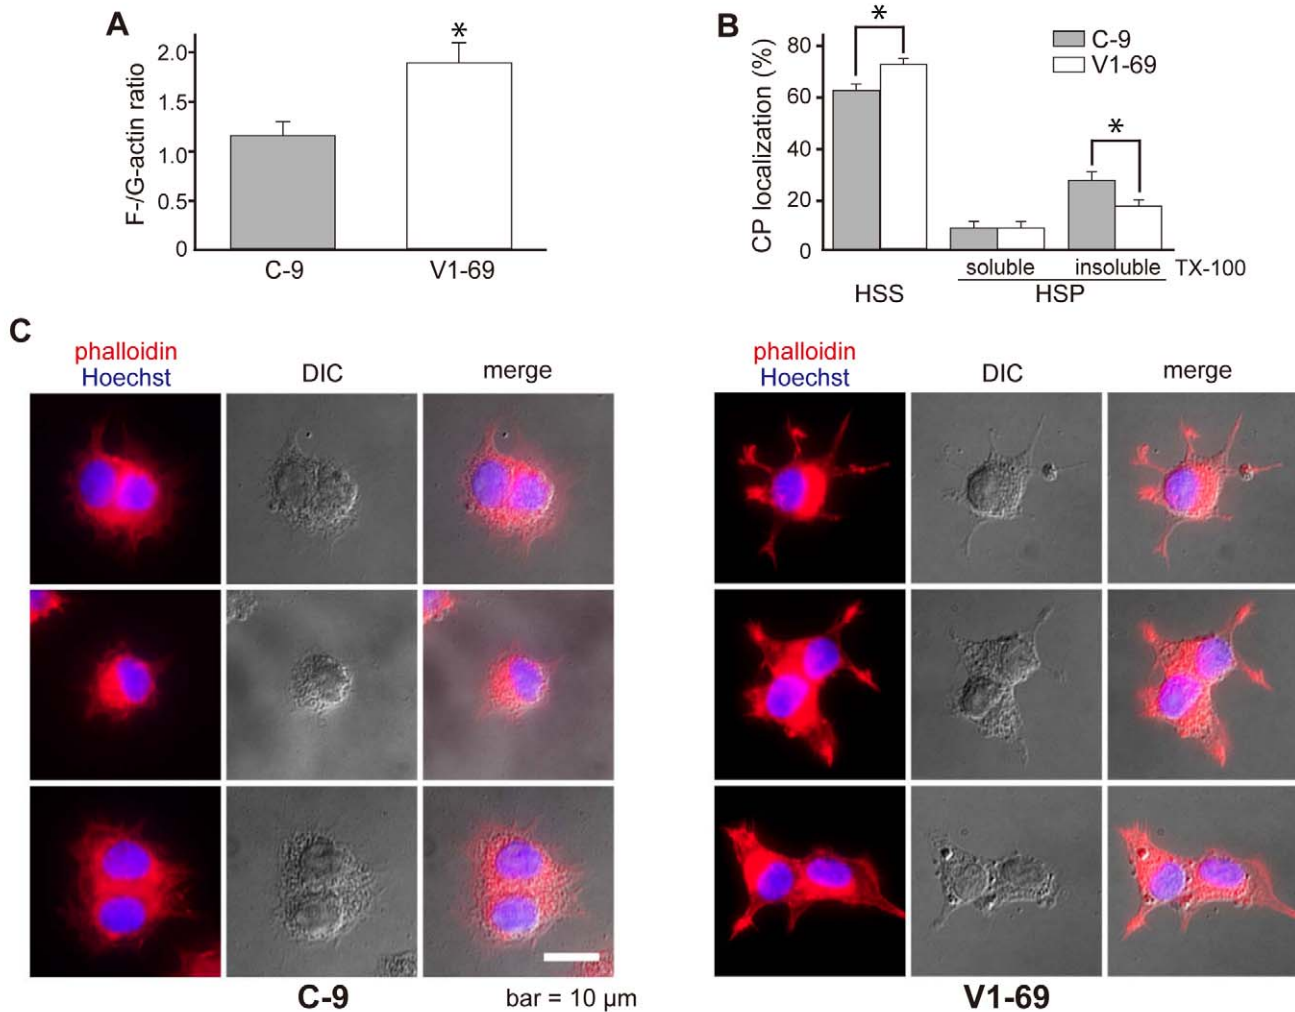 A
F-/G-actin ratio
2.0
*
1.5
1.0
0.5
0
C-9 V1-69
B
CP localization (%)
80
60
40
20
0
* *
C-9
V1-69
soluble insoluble TX-100
HSS HSP
C
phalloidin
Hoechst DIC merge
phalloidin
Hoechst DIC merge
C-9 bar = 10 µm
V1-69